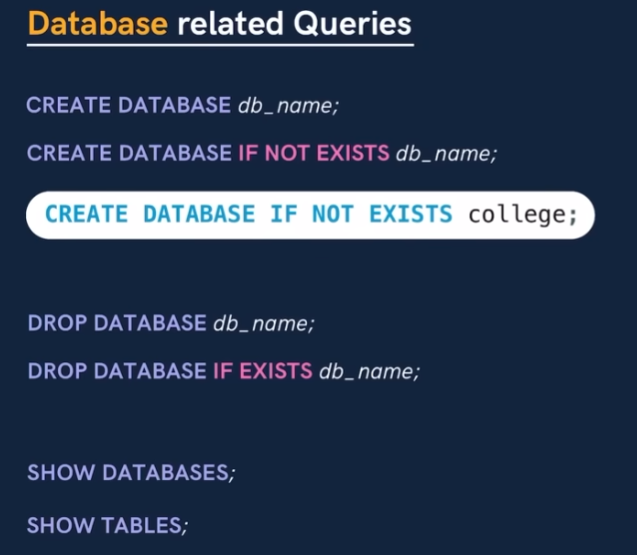 Database related Queries
CREATE DATABASE db_name;
CREATE DATABASE IF NOT EXISTS db_name;
CREATE DATABASE IF NOT EXISTS college;
DROP DATABASE db_name;
DROP DATABASE IF EXISTS db_name;
SHOW DATABASES;
SHOW TABLES;